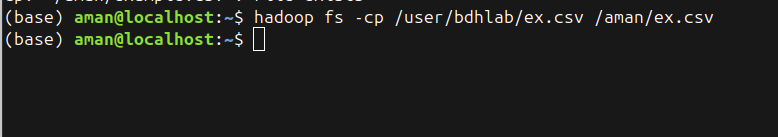 (base) aman@localhost:~$ hadoop fs -cp /user/bdhlab/ex.csv /aman/ex.csv
(base) aman@localhost:~$